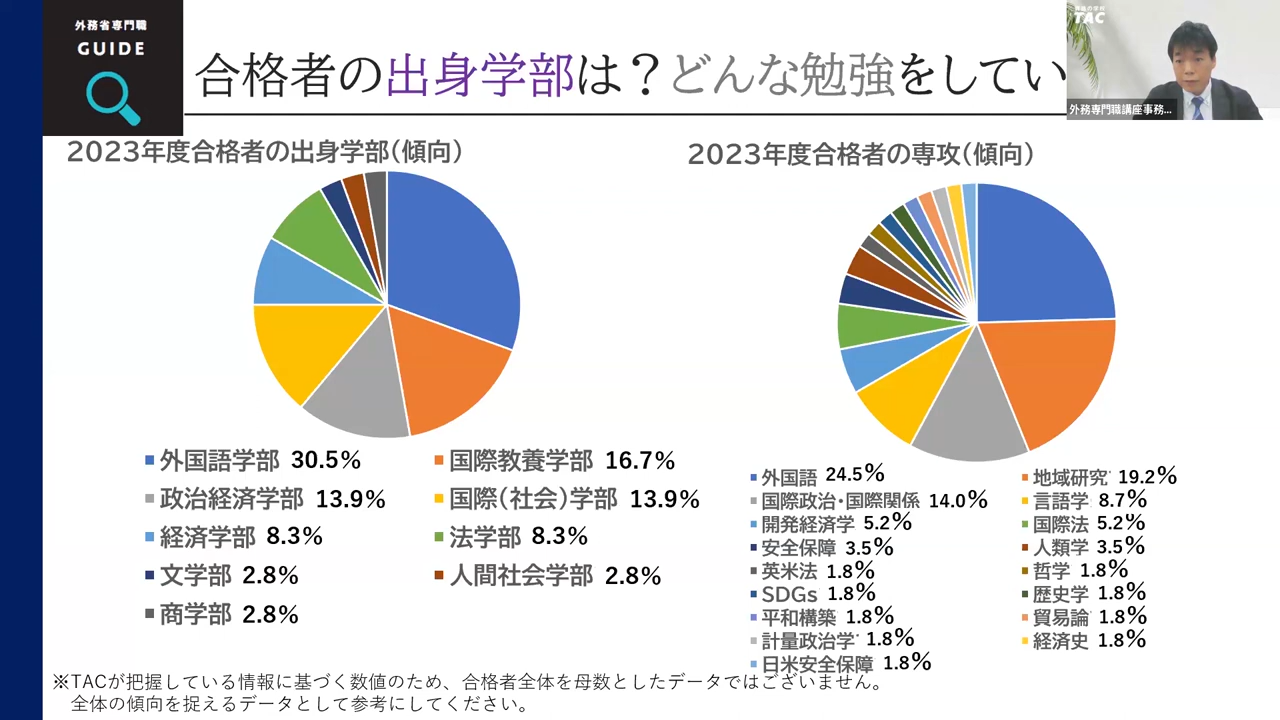 外務省専門職
GUIDE
合格者の出身学部は？どんな勉強をしてい
TAC
外務専門職講座事務...
2023年度合格者の出身学部（傾向）
2023年度合格者の専攻（傾向）
外国語学部 30.5%
国際教養学部 16.7%
政治経済学部 13.9%
国際（社会）学部 13.9%
経済学部 8.3%
法学部 8.3%
文学部 2.8%
人間社会学部 2.8%
商学部 2.8%
外国語 24.5%
地域研究 19.2%
国際政治・国際関係 14.0%
言語学 8.7%
開発経済学 5.2%
国際法 5.2%
安全保障 3.5%
人類学 3.5%
英米法 1.8%
哲学 1.8%
SDGs 1.8%
歴史学 1.8%
平和構築 1.8%
貿易論 1.8%
計量政治学 1.8%
経済史 1.8%
日米安全保障 1.8%
※TACが把握している情報に基づく数値のため、合格者全体を母数としたデータではございません。
全体の傾向を捉えるデータとして参考にしてください。